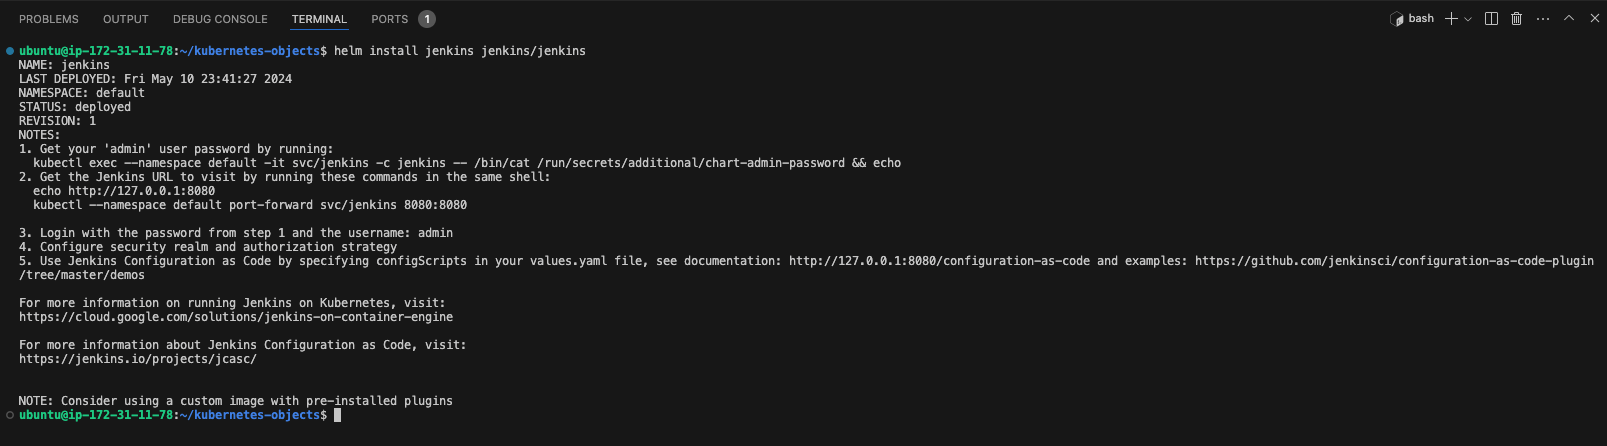 PROBLEMS OUTPUT DEBUG CONSOLE TERMINAL PORTS 1 bash
ubuntu@ip-172-31-11-78:~/kubernetes-objects$ helm install jenkins jenkins/jenkins
NAME: jenkins
LAST DEPLOYED: Fri May 10 23:41:27 2024
NAMESPACE: default
STATUS: deployed
REVISION: 1
NOTES:
1. Get your 'admin' user password by running:
  kubectl exec --namespace default -it svc/jenkins -c jenkins -- /bin/cat /run/secrets/additional/chart-admin-password && echo
2. Get the Jenkins URL to visit by running these commands in the same shell:
  echo http://127.0.0.1:8080
  kubectl --namespace default port-forward svc/jenkins 8080:8080
3. Login with the password from step 1 and the username: admin
4. Configure security realm and authorization strategy
5. Use Jenkins Configuration as Code by specifying configScripts in your values.yaml file, see documentation: http://127.0.0.1:8080/configuration-as-code and examples: https://github.com/jenkinsci/configuration-as-code-plugin
/tree/master/demos
For more information on running Jenkins on Kubernetes, visit:
https://cloud.google.com/solutions/jenkins-on-container-engine
For more information about Jenkins Configuration as Code, visit:
https://jenkins.io/projects/jcasc/
NOTE: Consider using a custom image with pre-installed plugins
ubuntu@ip-172-31-11-78:~/kubernetes-objects$